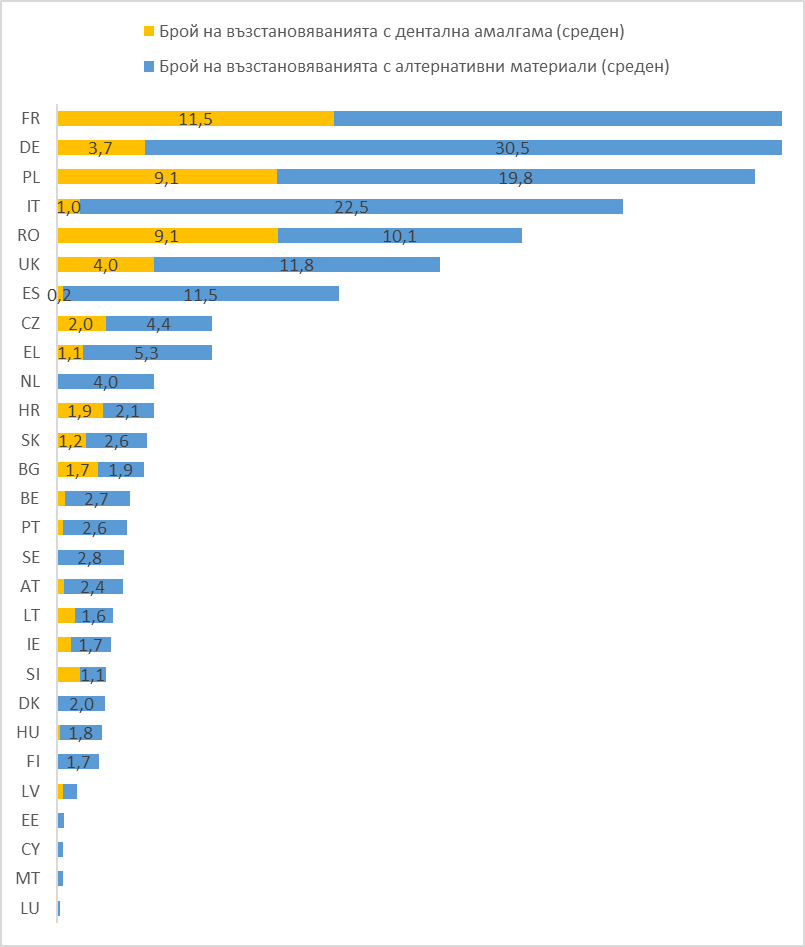 Брой на възстановяванията с дентална амалгама (среден)
Брой на възстановяванията с алтернативни материали (среден)
FR 11,5
DE 3,7 30,5
PL 9,1 19,8
IT 1,0 22,5
RO 9,1 10,1
UK 4,0 11,8
ES 0,2 11,5
CZ 2,0 4,4
EL 1,1 5,3
NL 4,0
HR 1,9 2,1
SK 1,2 2,6
BG 1,7 1,9
BE 2,7
PT 2,6
SE 2,8
AT 2,4
LT 1,6
IE 1,7
SI 1,1
DK 2,0
HU 1,8
FI 1,7
LV
EE
CY
MT
LU